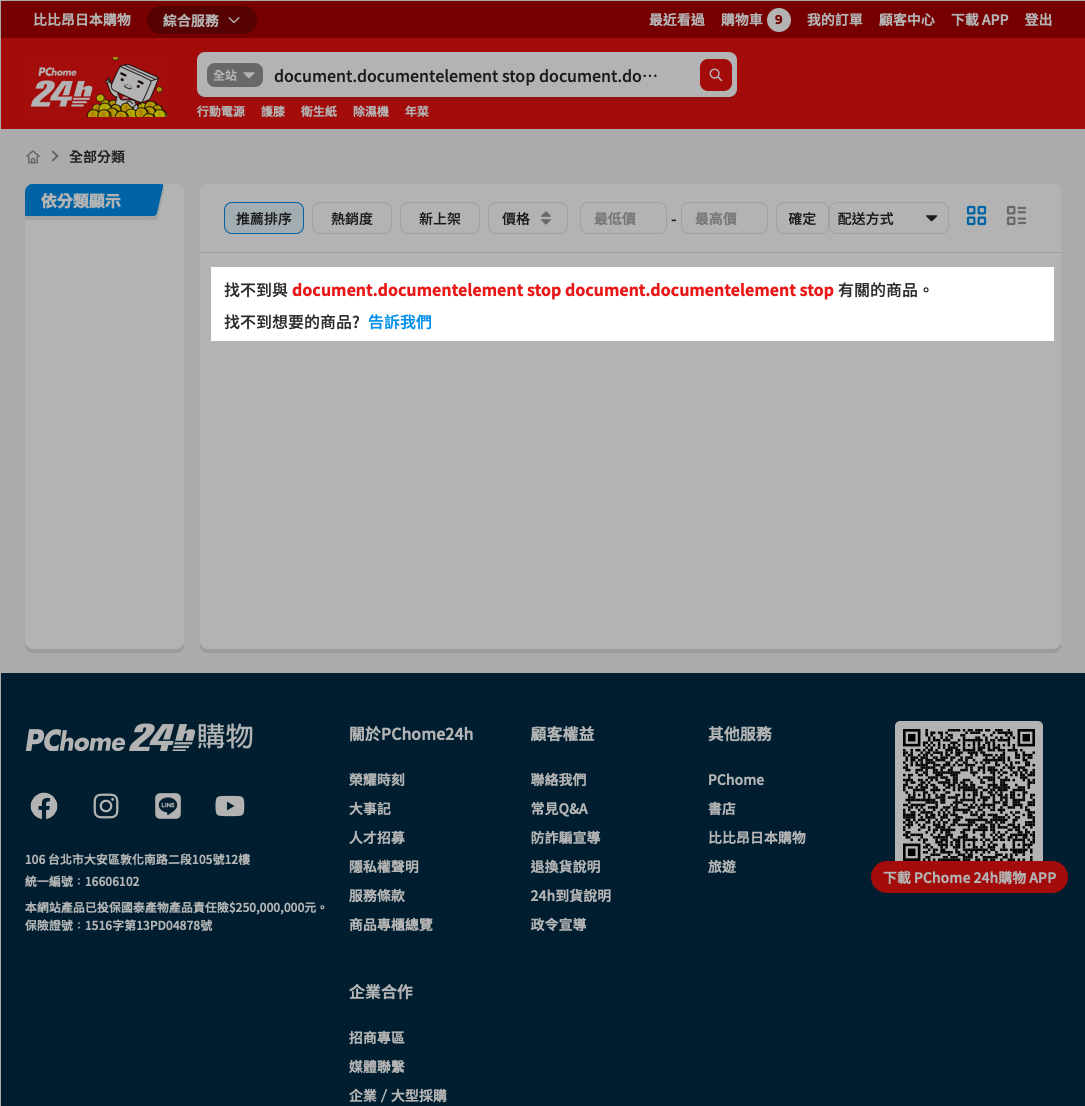 比比昂日本購物 綜合服務 最近看過 購物車 9 我的訂單 顧客中心 下載 APP 登出
PChome
24h
全站 document.documentelement stop document.do⋯
行動電源 護膝 衛生紙 除濕機 年菜
全部分類
依分類顯示
推薦排序 熱銷度 新上架 價格 最低價 - 最高價 確定 配送方式
找不到與 document.documentelement stop document.documentelement stop 有關的商品。
找不到想要的商品? 告訴我們
PChome 24h購物
106 台北市大安區敦化南路二段105號12樓
統一編號：16606102
本網站產品已投保國泰產物產品責任險$250,000,000元。
保險證號：1516字第13PD04878號
LINE
關於PChome24h
榮耀時刻
大事記
人才招募
隱私權聲明
服務條款
商品專櫃總覽
顧客權益
聯絡我們
常見Q&A
防詐騙宣導
退換貨說明
24h到貨說明
政令宣導
其他服務
PChome
書店
比比昂日本購物
旅遊
下載 PChome 24h購物 APP
企業合作
招商專區
媒體聯繫
企業 / 大型採購